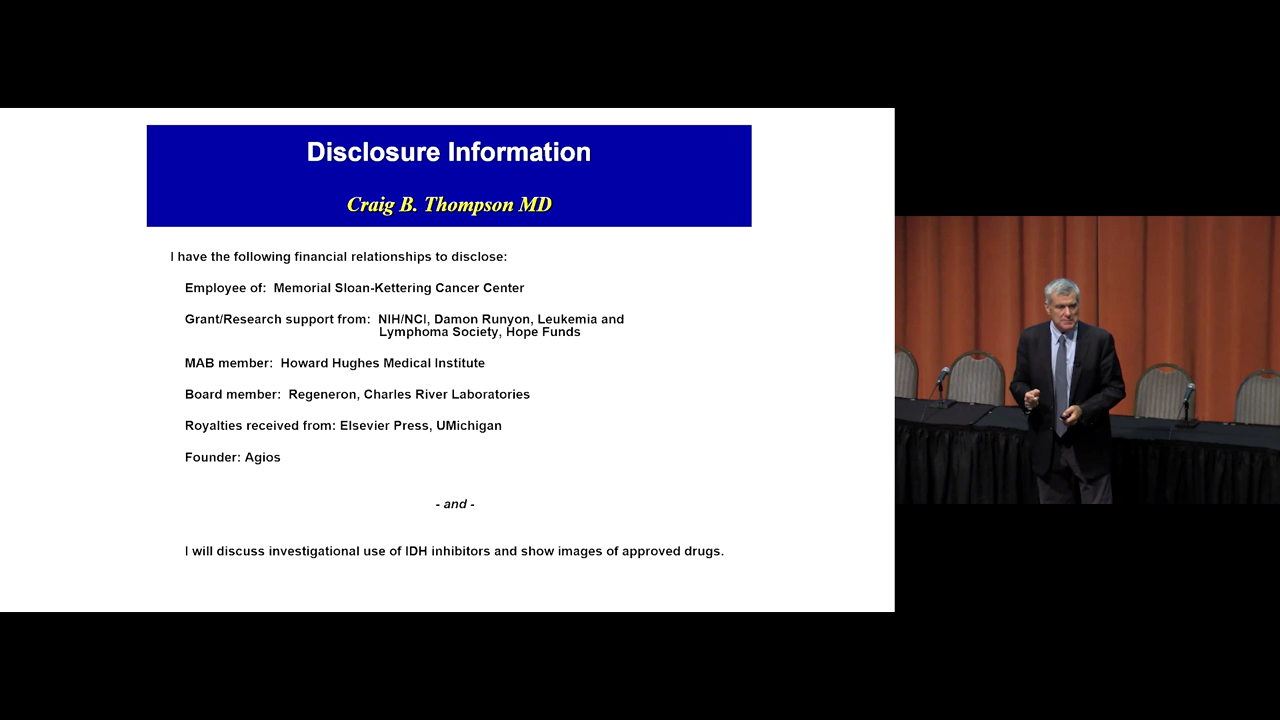 Disclosure Information
Craig B. Thompson MD
I have the following financial relationships to disclose:
Employee of: Memorial Sloan-Kettering Cancer Center
Grant/Research support from: NIH/NCI, Damon Runyon, Leukemia and
Lymphoma Society, Hope Funds
MAB member: Howard Hughes Medical Institute
Board member: Regeneron, Charles River Laboratories
Royalties received from: Elsevier Press, UMichigan
Founder: Agios
- and -
I will discuss investigational use of IDH inhibitors and show images of approved drugs.